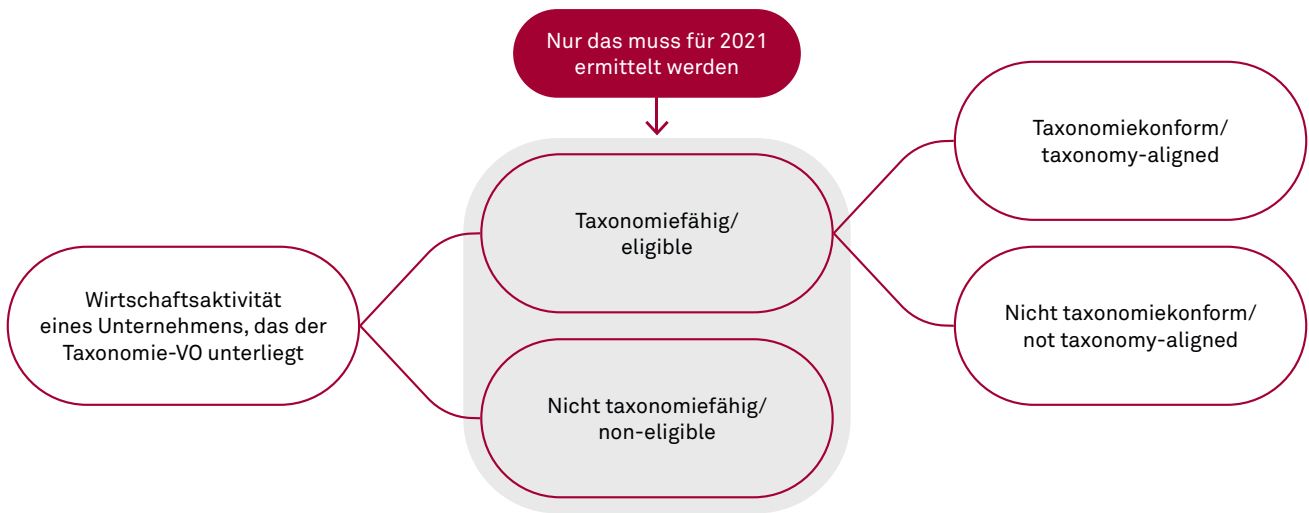 Nur das muss für 2021
ermittelt werden
Wirtschaftsaktivität
eines Unternehmens, das der
Taxonomie-VO unterliegt
Taxonomiefähig/
eligible
Nicht taxonomiefähig/
non-eligible
Taxonomiekonform/
taxonomy-aligned
Nicht taxonomiekonform/
not taxonomy-aligned